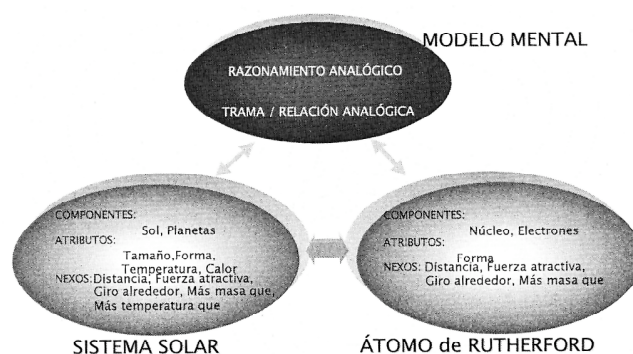 MODELO MENTAL
RAZONAMIENTO ANALÓGICO
TRAMA / RELACIÓN ANALÓGICA
COMPONENTES:
Sol, Planetas
ATRIBUTOS:
Tamaño,Forma,
Temperatura, Calor
NEXOS:Distancia, Fuerza atractiva,
Giro alrededor, Más masa que,
Más temperatura que
SISTEMA SOLAR
COMPONENTES:
Núcleo, Electrones
ATRIBUTOS:
Forma
NEXOS: Distancia, Fuerza atractiva,
Giro alrededor, Más masa que
ÁTOMO de RUTHERFORD